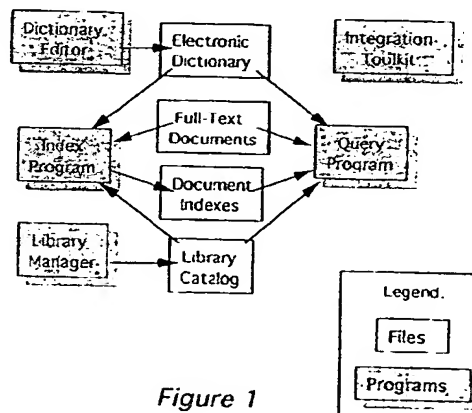 Dictionary
Editor
Electronic
Dictionary
Integration
Toolkit
Full-Text
Documents
Index
Program
Query
Program
Document
Indexes
Library
Manager
Library
Catalog
Legend.
Files
Programs
Figure 1